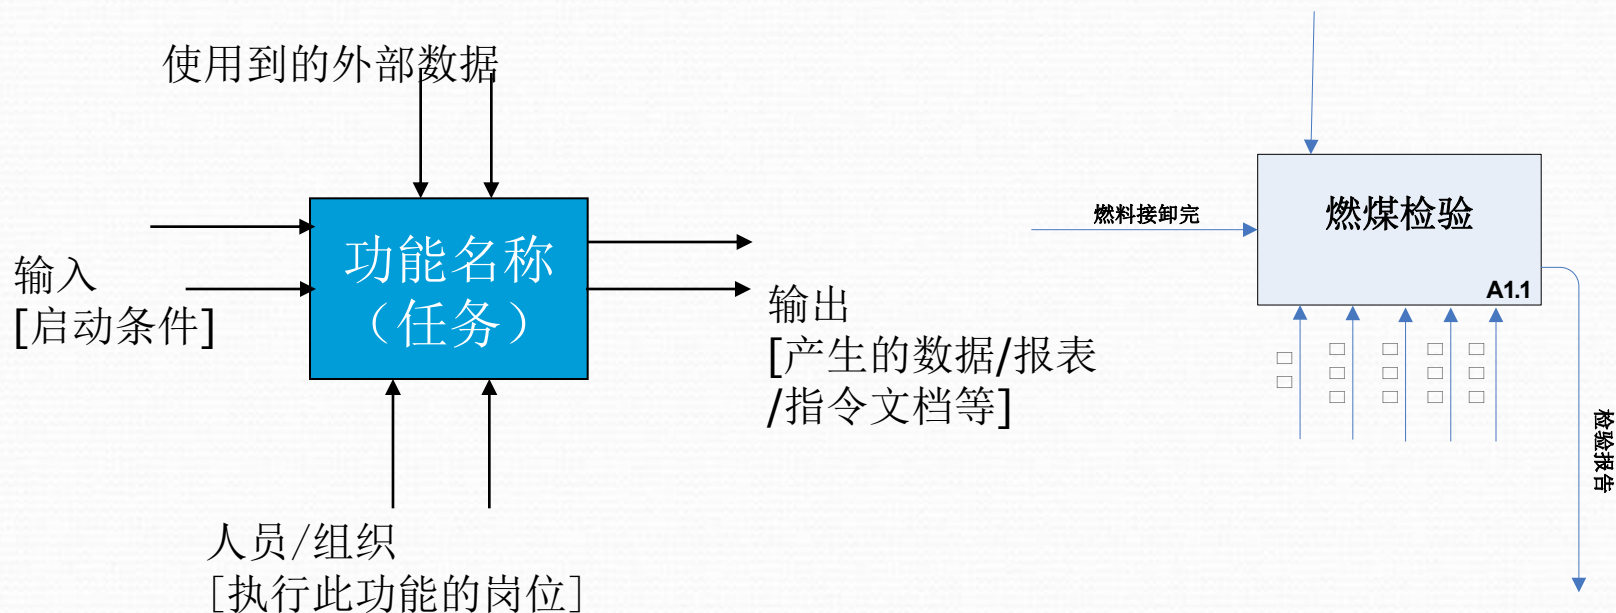 使用到的外部数据
功能名称
（任务）
输入
[启动条件]
输出
[产生的数据/报表
/指令文档等]
人员/组织
[执行此功能的岗位]
燃料接卸完
燃煤检验
A1.1
检验报告